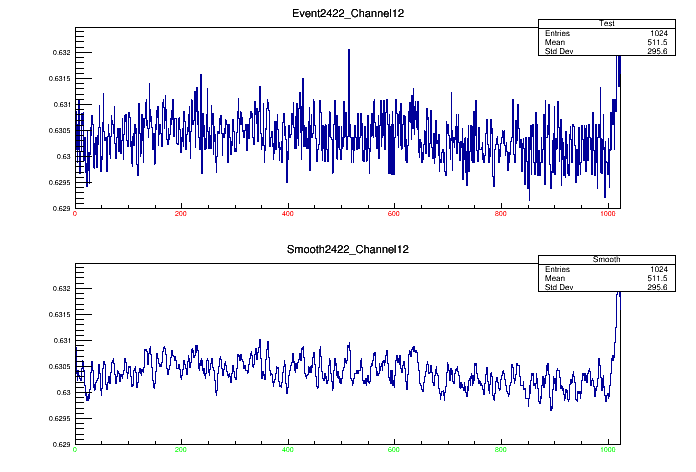 Event2422_Channel12
Test
Entries 1024
Mean 511.5
Std Dev 295.6
0.632
0.6315
0.631
0.6305
0.63
0.6295
0.629
0 200 400 600 800 1000
Smooth2422_Channel12
Smooth
Entries 1024
Mean 511.5
Std Dev 295.6
0.632
0.6315
0.631
0.6305
0.63
0.6295
0.629
0 200 400 600 800 1000